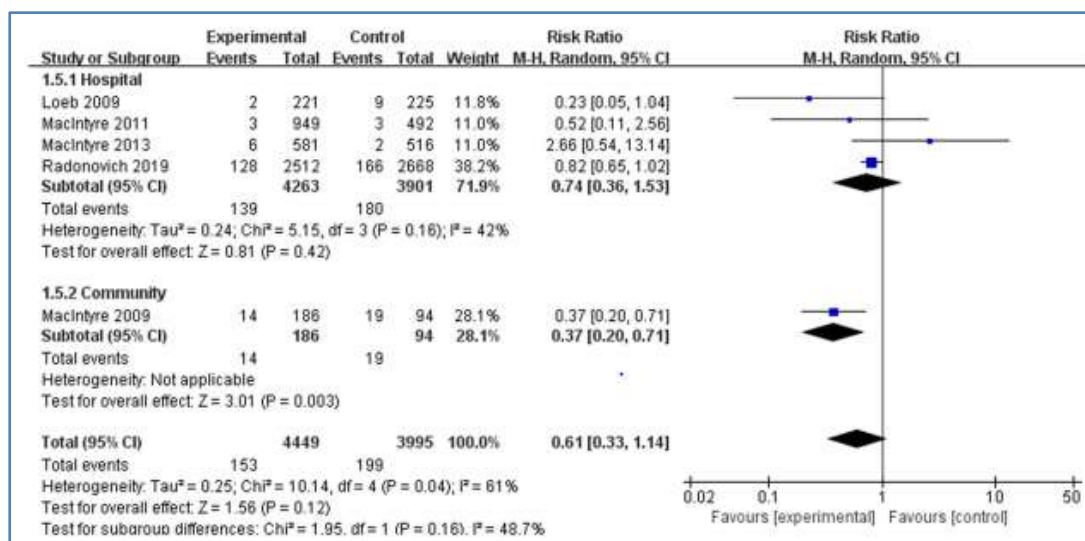 Experimental Control Risk Ratio Risk Ratio
Study or Subgroup Events Total Events Total Weight M-H, Random, 95% CI M-H, Random, 95% CI
1.5.1 Hospital
Loeb 2009 2 221 9 225 11.8% 0.23 [0.05, 1.04]
MacIntyre 2011 3 949 3 492 11.0% 0.52 [0.11, 2.56]
MacIntyre 2013 6 581 2 516 11.0% 2.66 [0.54, 13.14]
Radonovich 2019 128 2512 166 2668 38.2% 0.82 [0.65, 1.02]
Subtotal (95% CI) 4263 3901 71.9% 0.74 [0.36, 1.53]
Total events 139 180
Heterogeneity: Tau² = 0.24; Chi² = 5.15, df = 3 (P = 0.16); I² = 42%
Test for overall effect: Z = 0.81 (P = 0.42)
1.5.2 Community
MacIntyre 2009 14 186 19 94 28.1% 0.37 [0.20, 0.71]
Subtotal (95% CI) 186 94 28.1% 0.37 [0.20, 0.71]
Total events 14 19
Heterogeneity: Not applicable
Test for overall effect: Z = 3.01 (P = 0.003)
Total (95% CI) 4449 3995 100.0% 0.61 [0.33, 1.14]
Total events 153 199
Heterogeneity: Tau² = 0.25; Chi² = 10.14, df = 4 (P = 0.04); I² = 61%
Test for overall effect: Z = 1.56 (P = 0.12)
Test for subgroup differences: Chi² = 1.95, df = 1 (P = 0.16), I² = 48.7%
0.02 0.1 1 10 50
Favours [experimental] Favours [control]